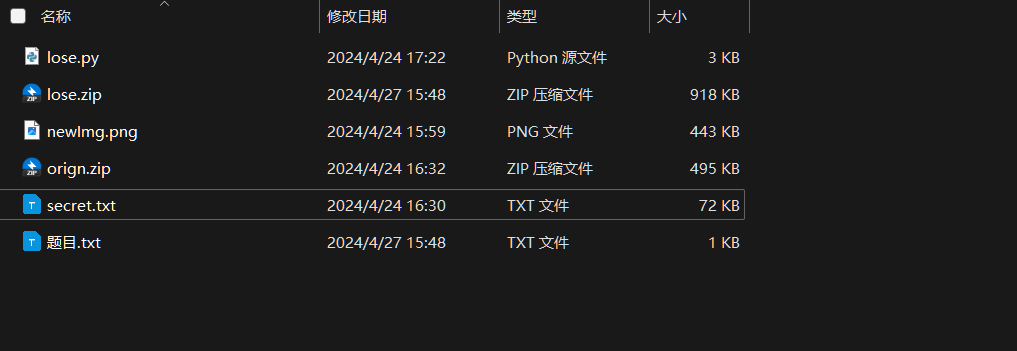 名称 修改日期 类型 大小
lose.py 2024/4/24 17:22 Python 源文件 3 KB
lose.zip 2024/4/27 15:48 ZIP 压缩文件 918 KB
newImg.png 2024/4/24 15:59 PNG 文件 443 KB
orign.zip 2024/4/24 16:32 ZIP 压缩文件 495 KB
secret.txt 2024/4/24 16:30 TXT 文件 72 KB
题目.txt 2024/4/27 15:48 TXT 文件 1 KB